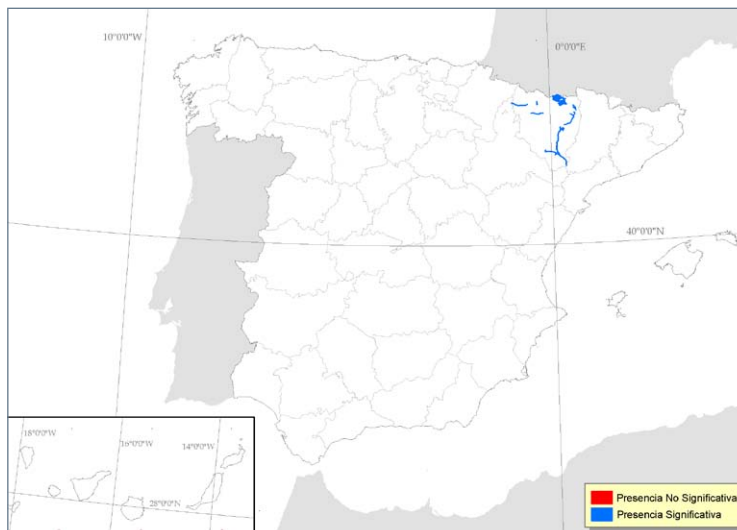 10°0'0"W
0°0'0"E
40°0'0"N
18°0'0"W
16°0'0"W
14°0'0"W
28°0'0"N
Presencia No Significativa
Presencia Significativa